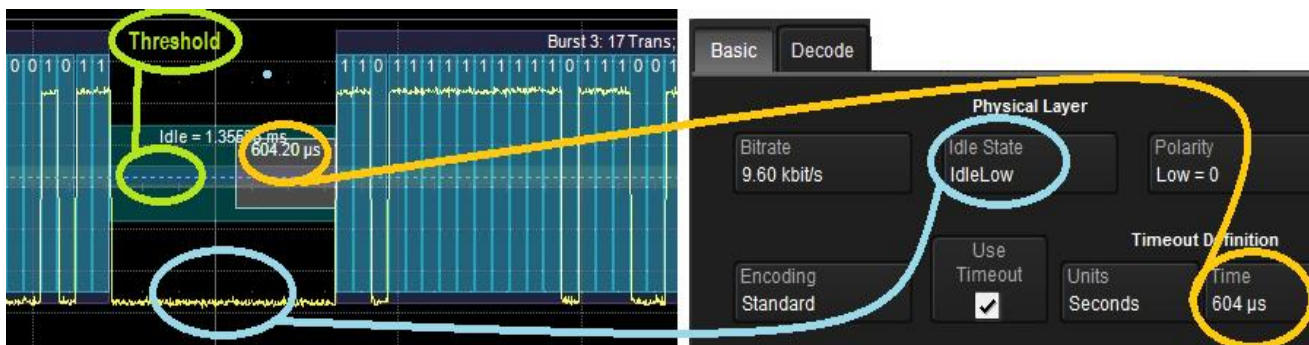 Threshold
Burst 3: 17 Trans;
0 0 1 0 1 1
1 1 0 1 1 1 1 1 1 1 1 1 1 0 1 1 1 0 0 1
604.20 µs
Basic
Decode
Physical Layer
Bitrate
9.60 kbit/s
Idle State
IdleLow
Polarity
Low = 0
Timeout Definition
Encoding
Standard
Use
Timeout
Units
Seconds
Time
604 µs